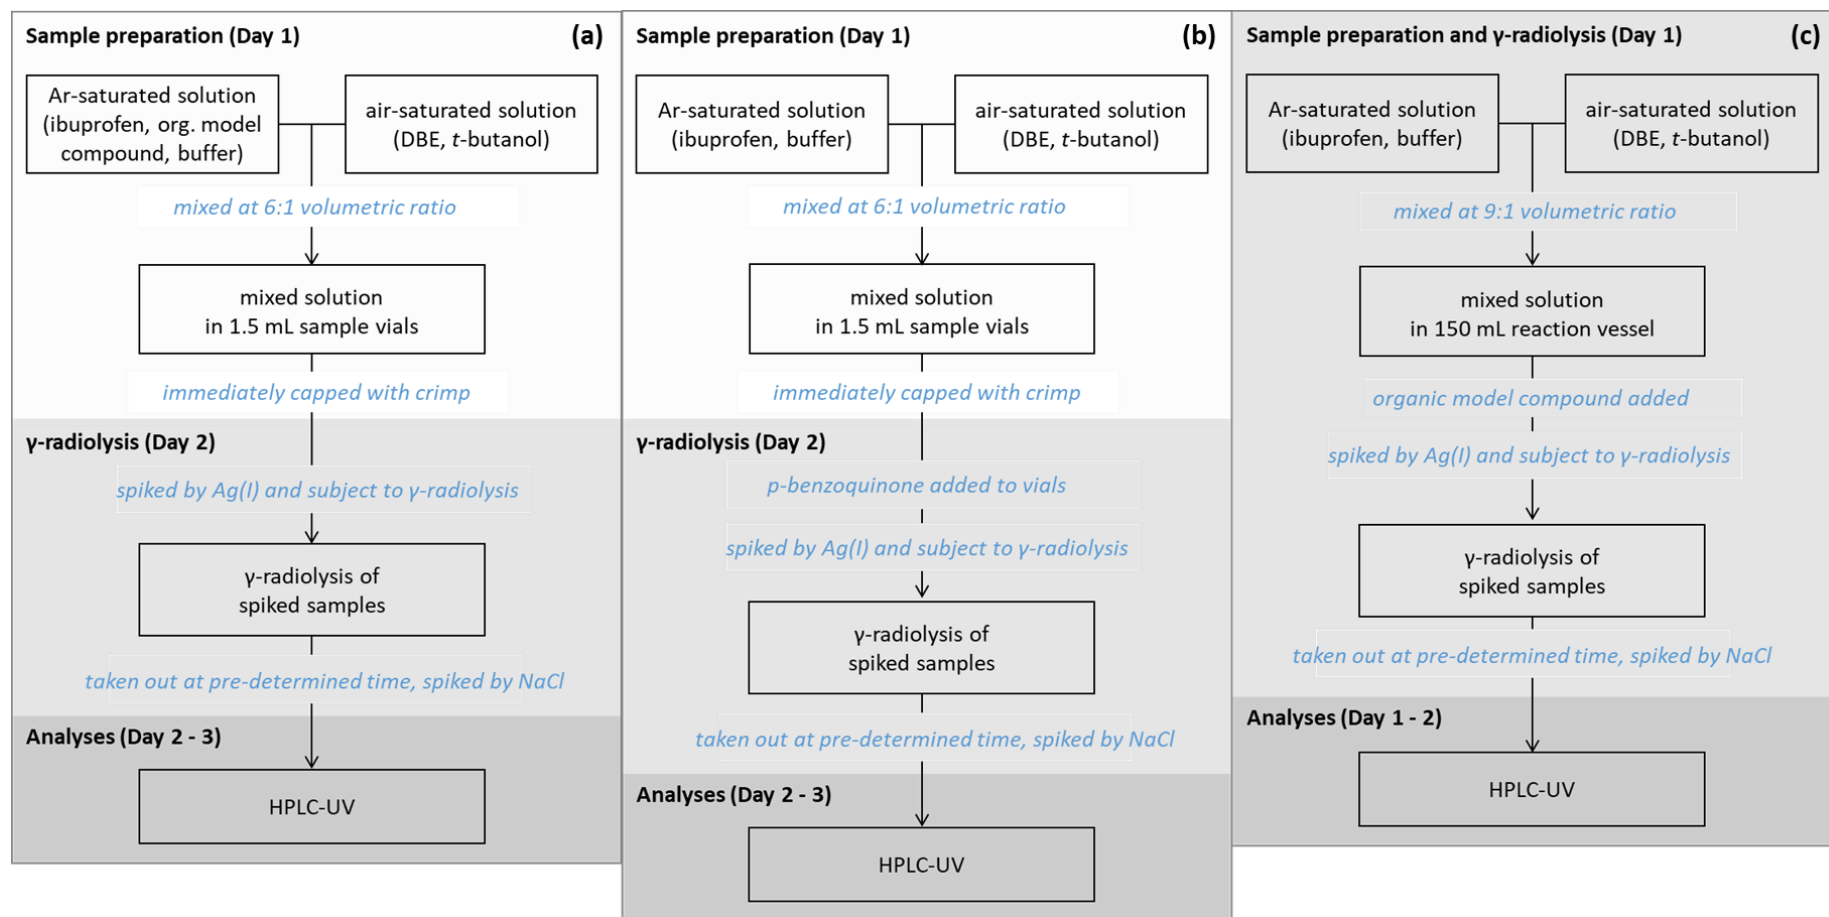 Sample preparation (Day 1)
(a)
Ar-saturated solution
(ibuprofen, org. model
compound, buffer)
air-saturated solution
(DBE, t-butanol)
mixed at 6:1 volumetric ratio
mixed solution
in 1.5 mL sample vials
immediately capped with crimp
γ-radiolysis (Day 2)
spiked by Ag(I) and subject to γ-radiolysis
γ-radiolysis of
spiked samples
taken out at pre-determined time, spiked by NaCl
Analyses (Day 2 - 3)
HPLC-UV
Sample preparation (Day 1)
(b)
Ar-saturated solution
(ibuprofen, buffer)
air-saturated solution
(DBE, t-butanol)
mixed at 6:1 volumetric ratio
mixed solution
in 1.5 mL sample vials
immediately capped with crimp
γ-radiolysis (Day 2)
p-benzoquinone added to vials
spiked by Ag(I) and subject to γ-radiolysis
γ-radiolysis of
spiked samples
taken out at pre-determined time, spiked by NaCl
Analyses (Day 2 - 3)
HPLC-UV
Sample preparation and γ-radiolysis (Day 1)
(c)
Ar-saturated solution
(ibuprofen, buffer)
air-saturated solution
(DBE, t-butanol)
mixed at 9:1 volumetric ratio
mixed solution
in 150 mL reaction vessel
organic model compound added
spiked by Ag(I) and subject to γ-radiolysis
γ-radiolysis of
spiked samples
taken out at pre-determined time, spiked by NaCl
Analyses (Day 1 - 2)
HPLC-UV